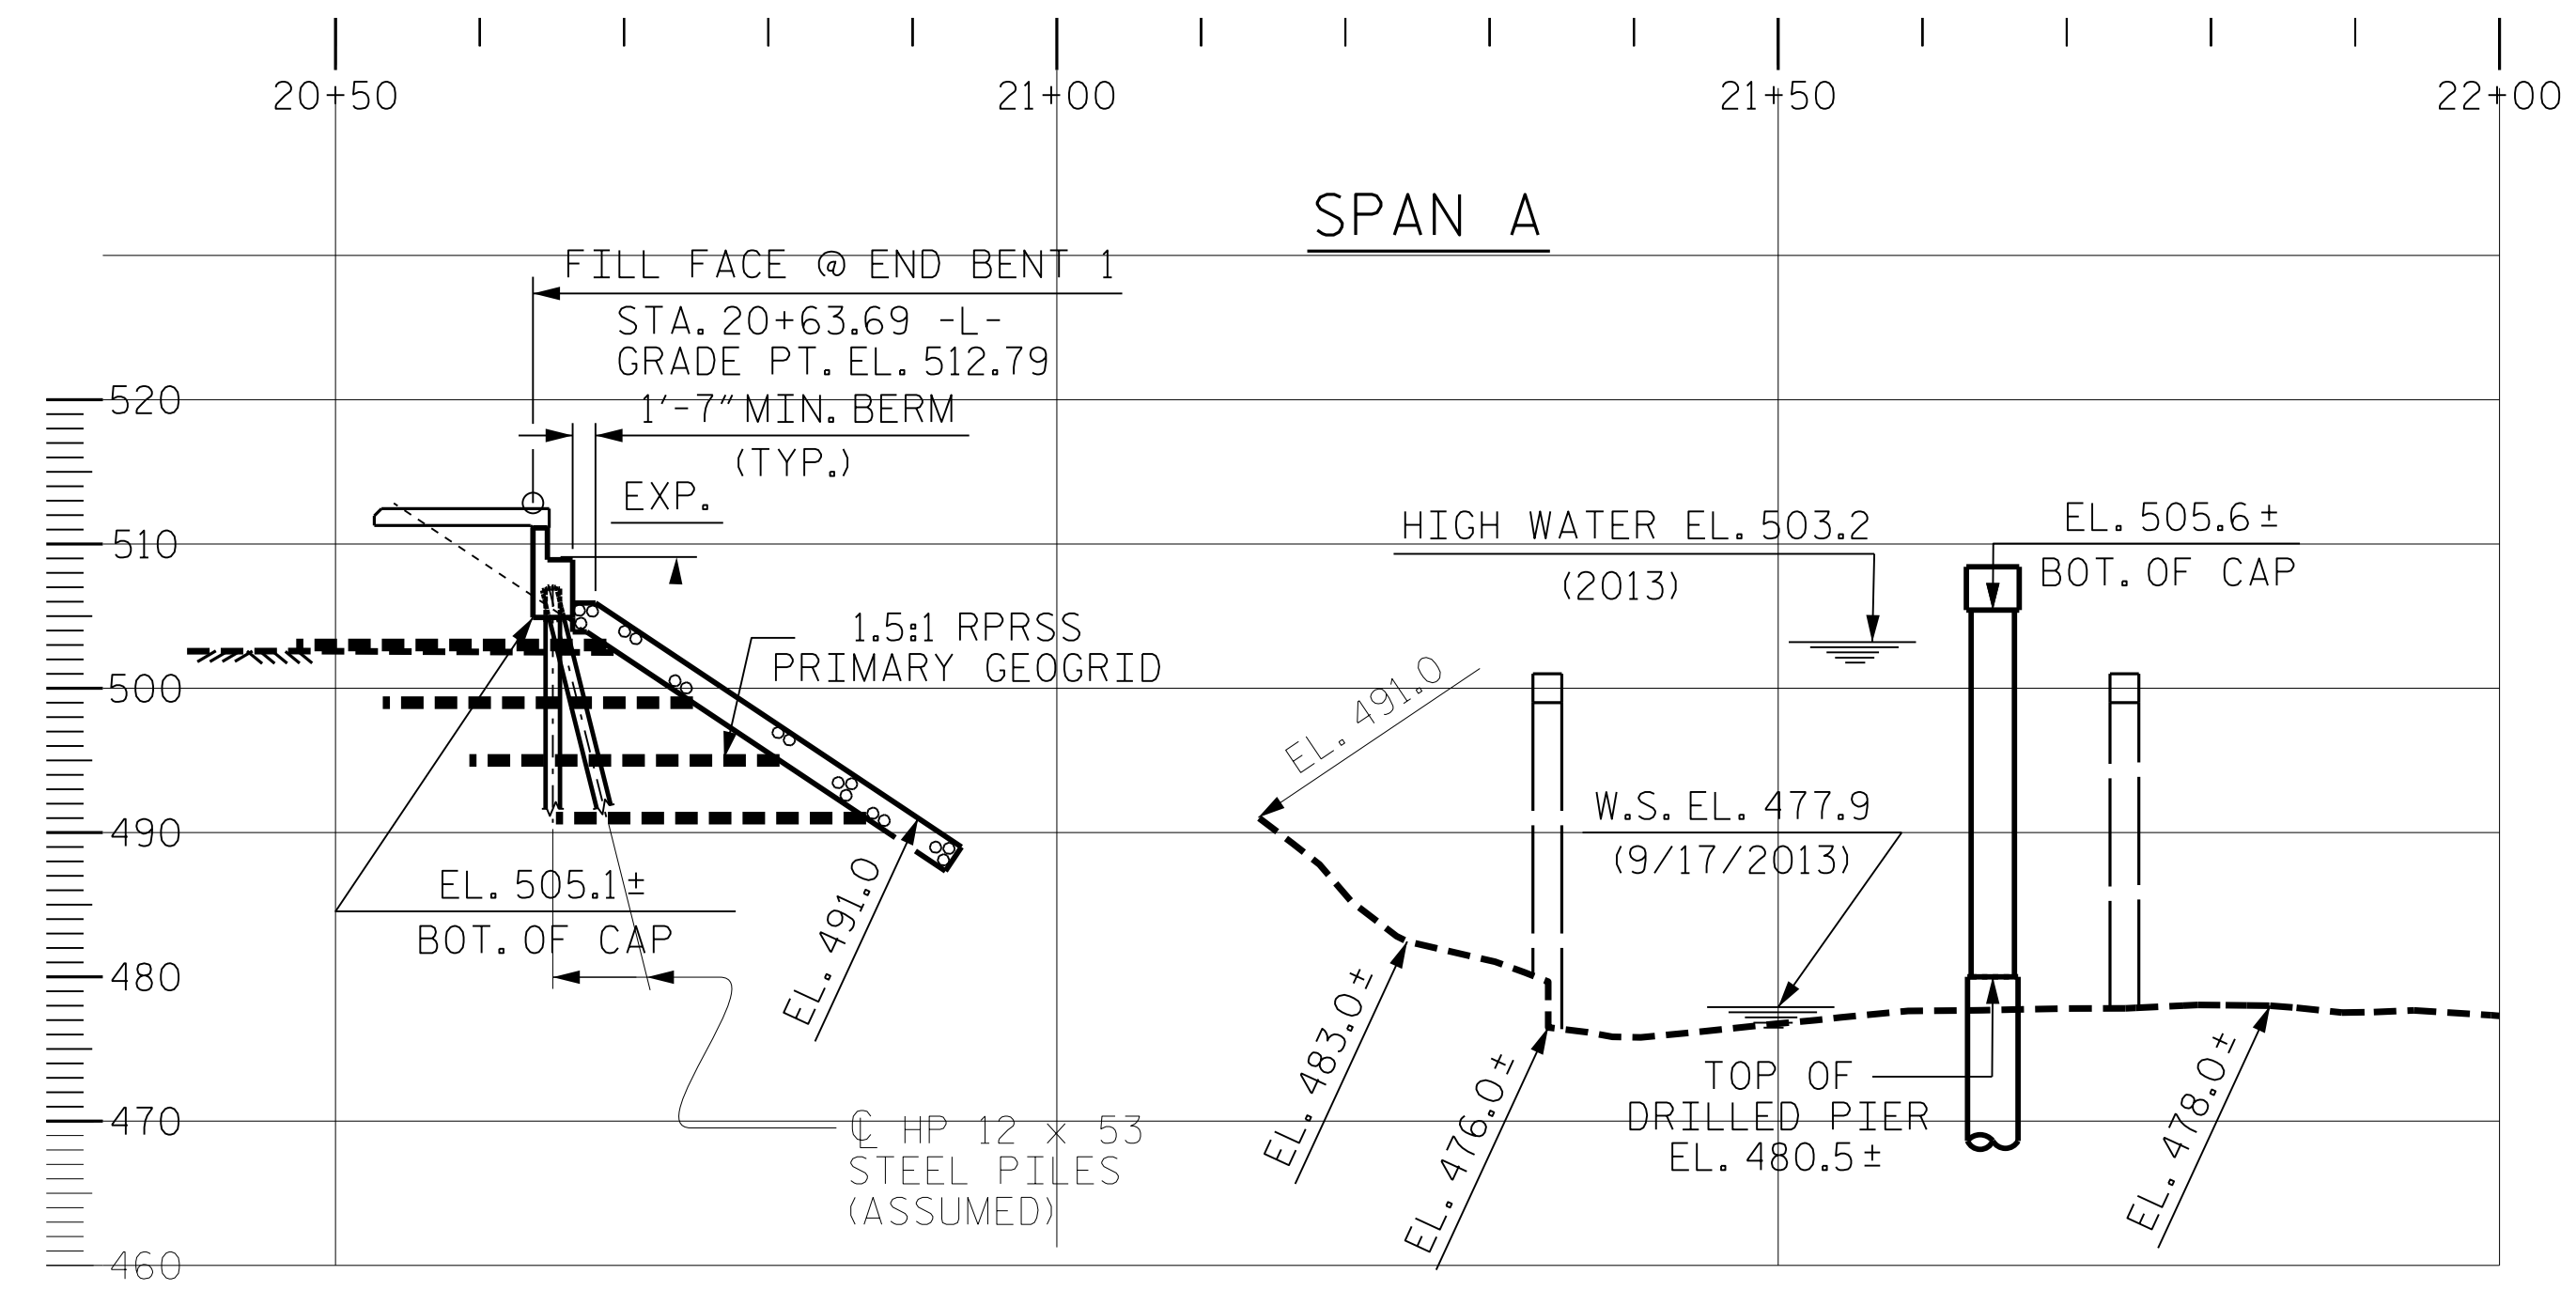 20+50
21+00
21+50
22+00
SPAN A
FILL FACE @ END BENT 1
STA. 20+63.69 -L-
GRADE PT. EL. 512.79
1'-7" MIN. BERM
(TYP.)
EXP.
520
510
500
490
480
470
460
HIGH WATER EL. 503.2
(2013)
EL. 505.6±
BOT. OF CAP
1.5:1 RPRSS
PRIMARY GEOGRID
EL. 491.0
W.S. EL. 477.9
(9/17/2013)
EL. 505.1±
BOT. OF CAP
EL. 491.0
EL. 483.0±
EL. 476.0±
TOP OF
DRILLED PIER
EL. 480.5±
EL. 478.0±
℄ HP 12 x 53
STEEL PILES
(ASSUMED)